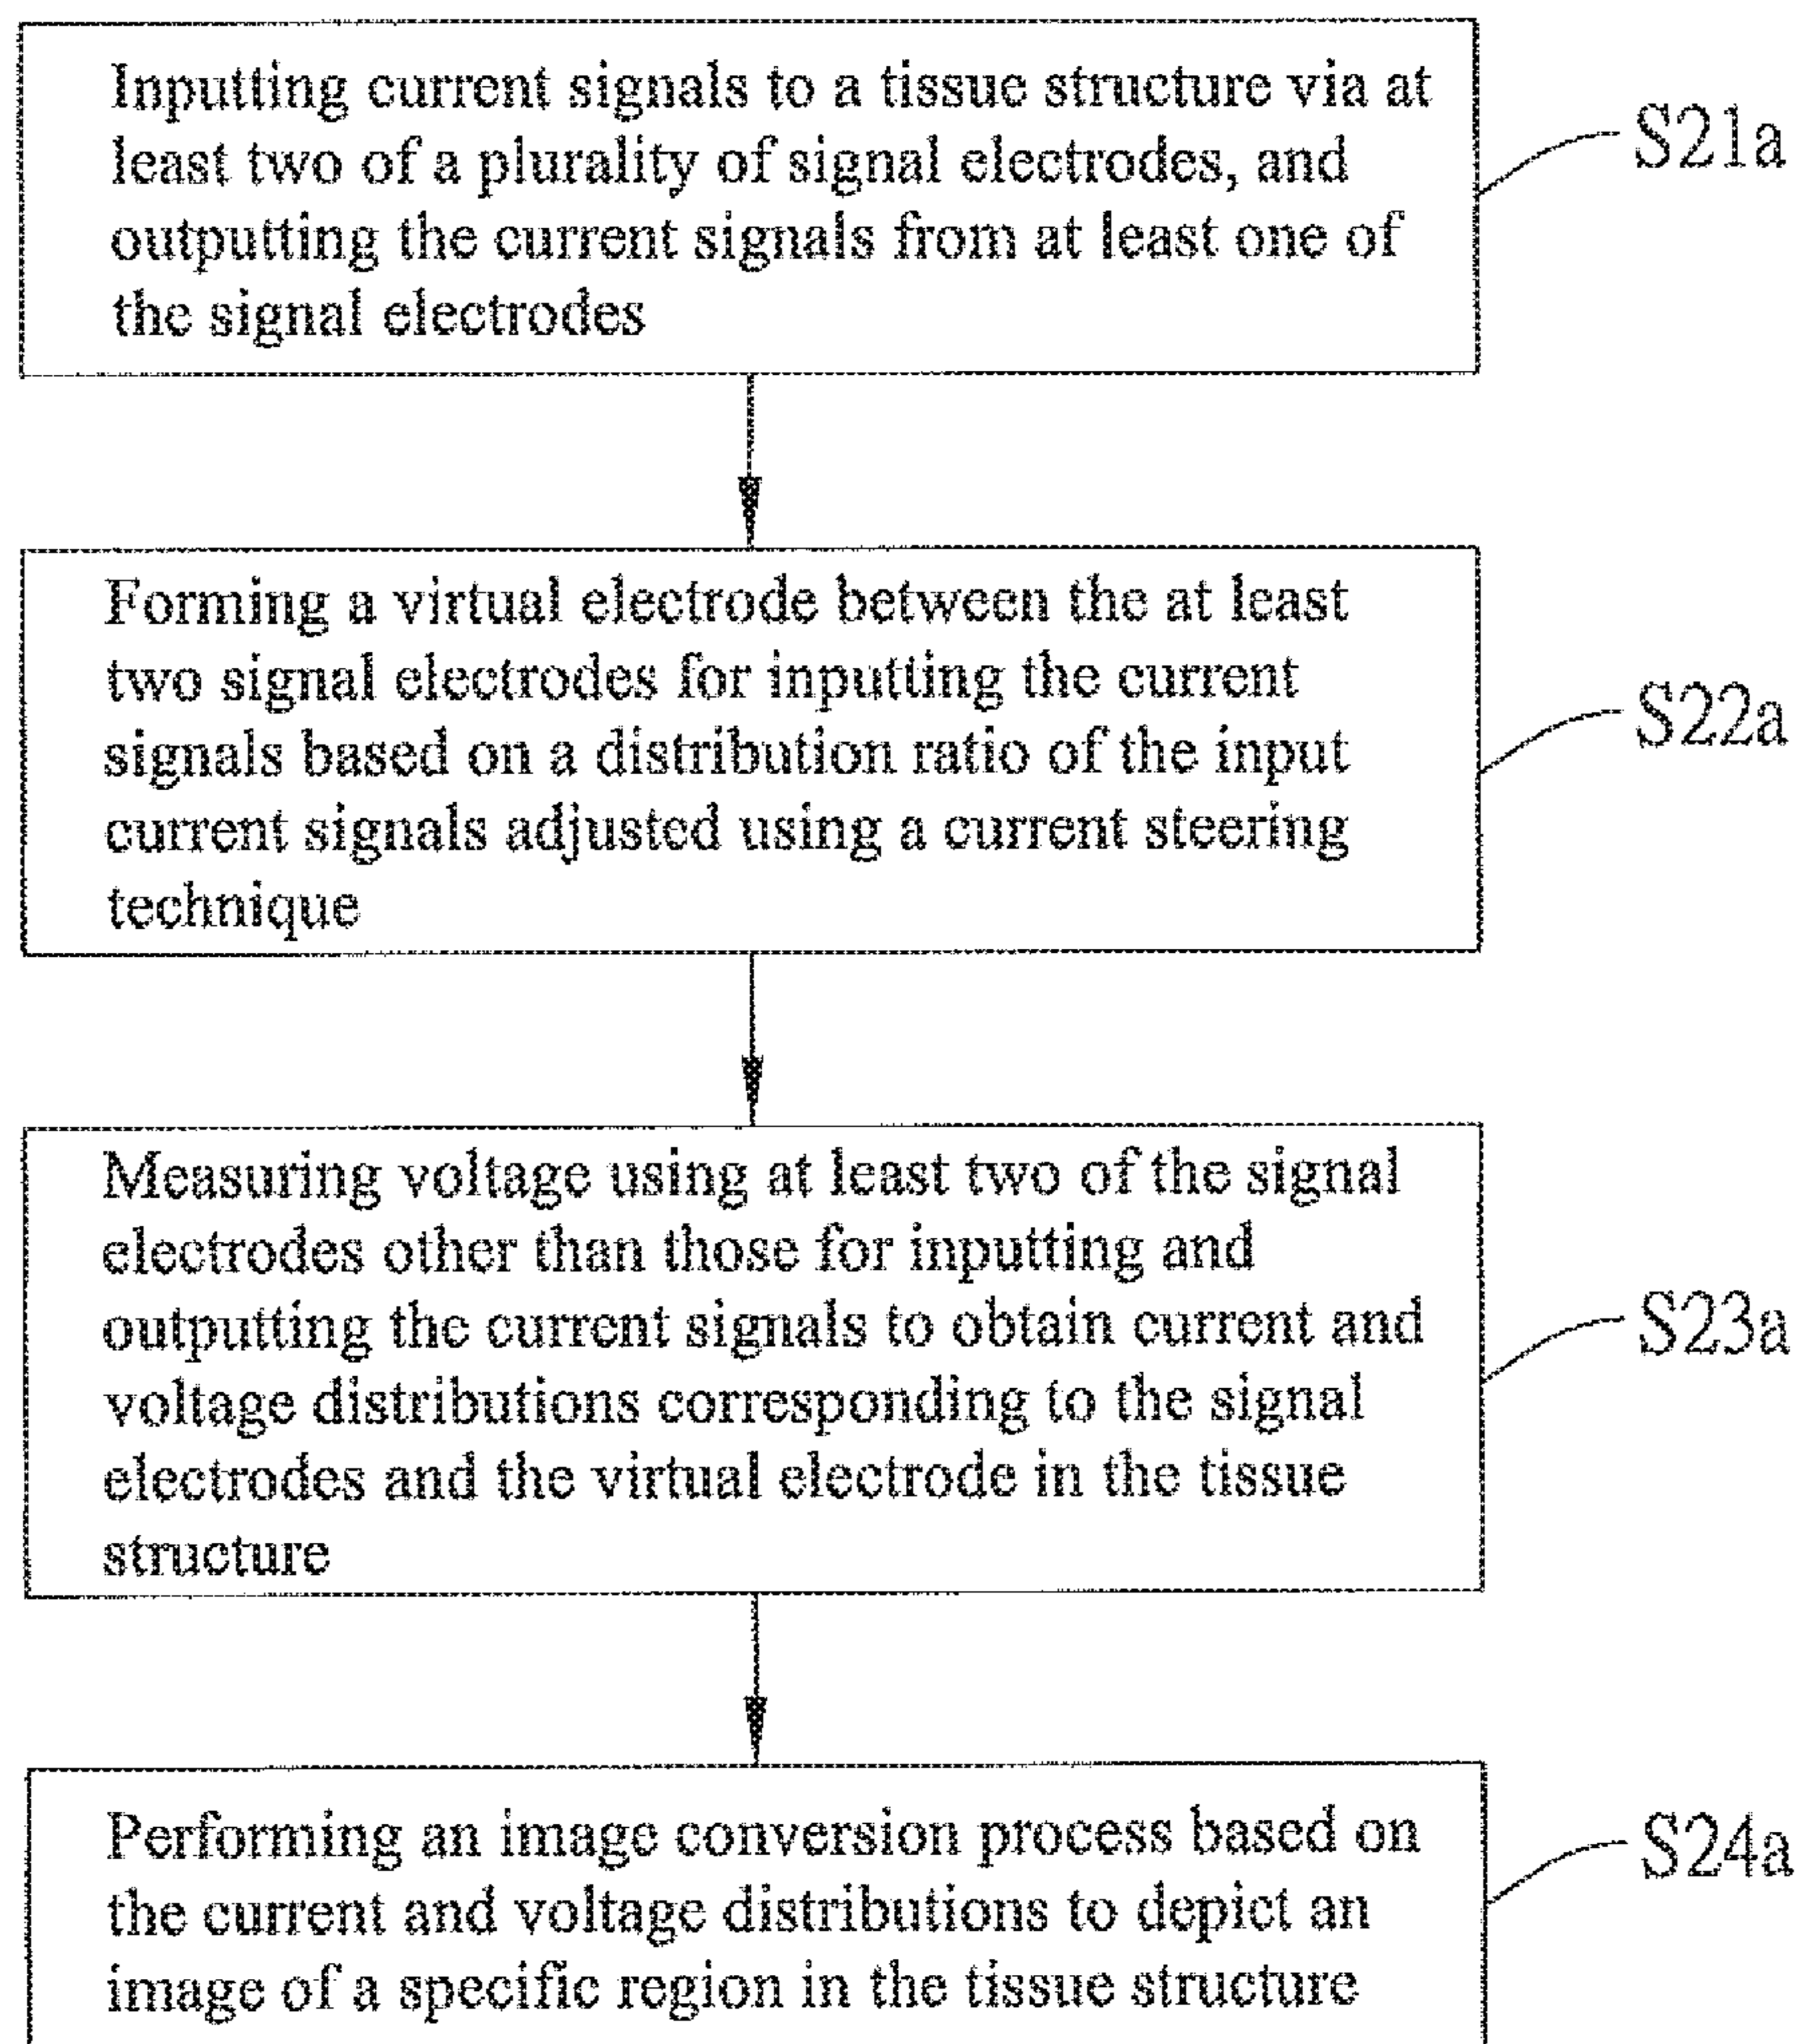 Inputting current signals to a tissue structure via at
least two of a plurality of signal electrodes, and
outputting the current signals from at least one of
the signal electrodes
S21a
Forming a virtual electrode between the at least
two signal electrodes for inputting the current
signals based on a distribution ratio of the input
current signals adjusted using a current steering
technique
S22a
Measuring voltage using at least two of the signal
electrodes other than those for inputting and
outputting the current signals to obtain current and
voltage distributions corresponding to the signal
electrodes and the virtual electrode in the tissue
structure
S23a
Performing an image conversion process based on
the current and voltage distributions to depict an
image of a specific region in the tissue structure
S24a